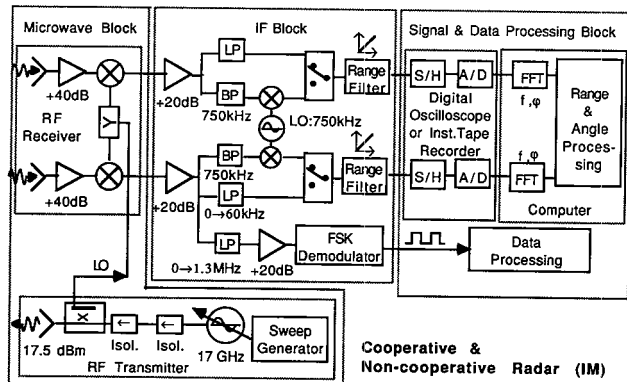 Microwave Block
IF Block
Signal & Data Processing Block
+40dB
RF
Receiver
Y
+40dB
LO
+20dB
LP
BP
750kHz
LO:750kHz
Range
Filter
+20dB
BP
750kHz
LP
0→60kHz
Range
Filter
LP
0→1.3MHz
+20dB
FSK
Demodulator
S/H
A/D
Digital
Oscilloscope
or Inst.Tape
Recorder
S/H
A/D
FFT
f,φ
f,φ
FFT
Range
&
Angle
Proces-
sing
Computer
Data
Processing
X
17.5 dBm
Isol.
Isol.
17 GHz
Sweep
Generator
RF Transmitter
Cooperative &
Non-cooperative Radar (IM)